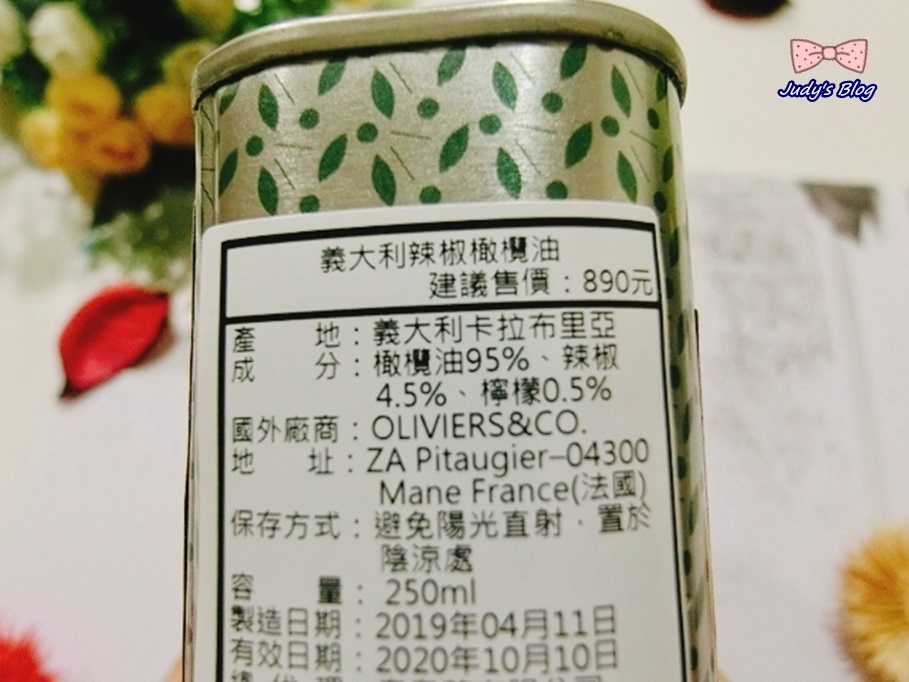 Judy's Blog
義大利辣椒橄欖油
建議售價：890元
產地：義大利卡拉布里亞
成分：橄欖油95%、辣椒
4.5%、檸檬0.5%
國外廠商：OLIVIERS&CO.
地址：ZA Pitaugier–04300
Mane France(法國)
保存方式：避免陽光直射，置於
陰涼處
容量：250ml
製造日期：2019年04月11日
有效日期：2020年10月10日